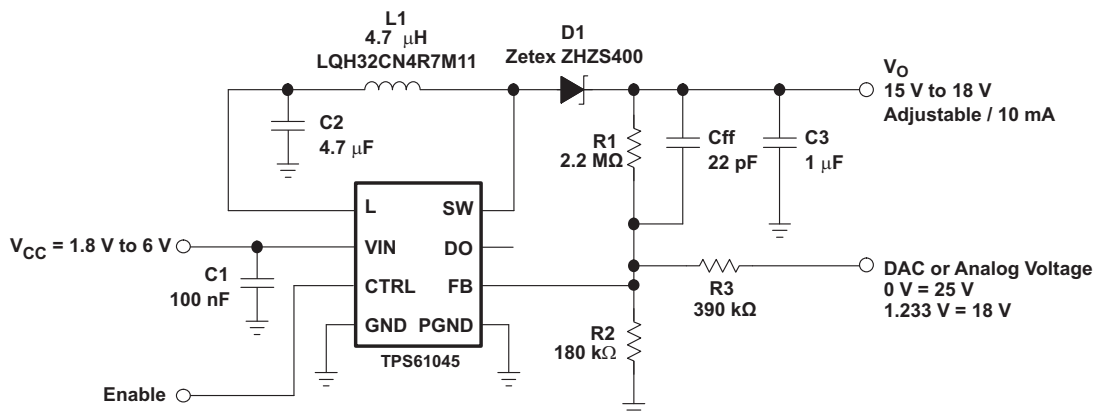 L1
4.7 μH
LQH32CN4R7M11
D1
Zetex ZHZS400
VO
15 V to 18 V
Adjustable / 10 mA
C2
4.7 μF
R1
2.2 MΩ
Cff
22 pF
C3
1 μF
L
SW
VCC = 1.8 V to 6 V
VIN
DO
C1
100 nF
CTRL
FB
R3
390 kΩ
DAC or Analog Voltage
0 V = 25 V
1.233 V = 18 V
GND
PGND
R2
180 kΩ
TPS61045
Enable